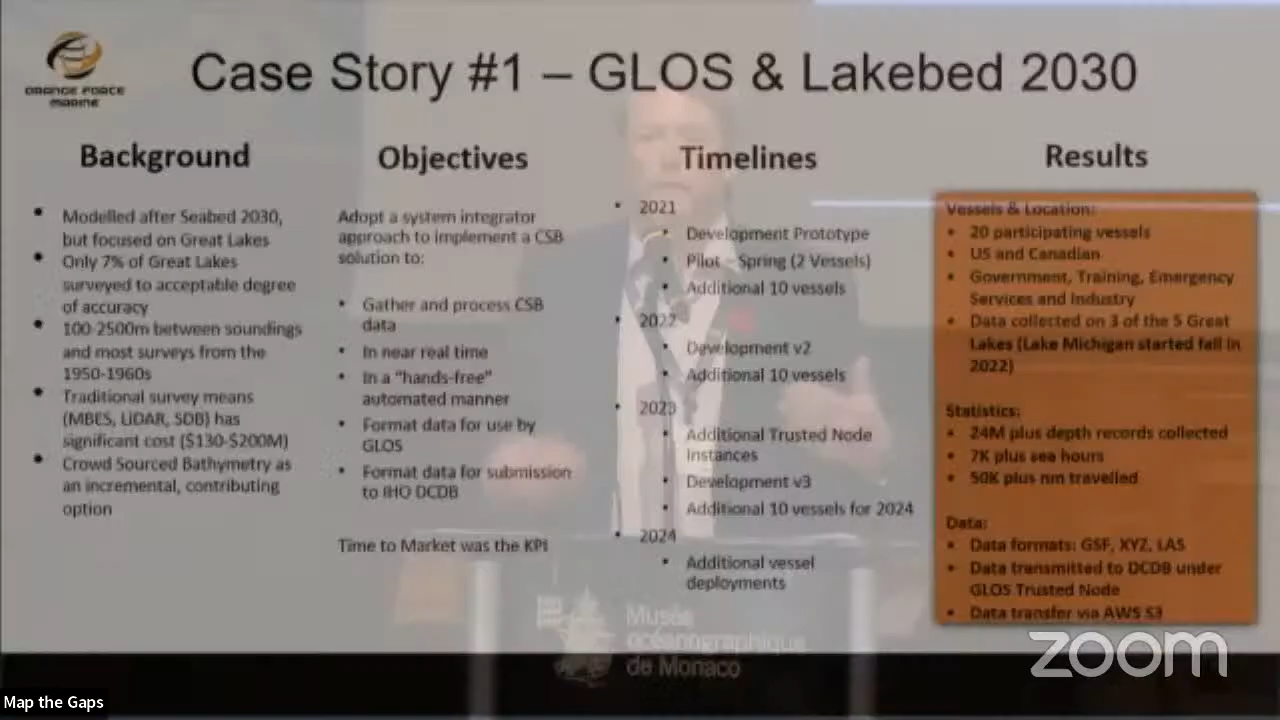 ORANGE FORCE
MARINE
Case Story #1 – GLOS & Lakebed 2030
Background
• Modelled after Seabed 2030,
but focused on Great Lakes
• Only 7% of Great Lakes
surveyed to acceptable degree
of accuracy
• 100-2500m between soundings
and most surveys from the
1950-1960s
• Traditional survey means
(MBES, LiDAR, SDB) has
significant cost ($130-$200M)
• Crowd Sourced Bathymetry as
an incremental, contributing
option
Objectives
Adopt a system integrator
approach to implement a CSB
solution to:
• Gather and process CSB
data
• In near real time
• In a "hands-free"
automated manner
• Format data for use by
GLOS
• Format data for submission
to IHO DCDB
Time to Market was the KPI
Timelines
• 2021
• Development Prototype
• Pilot – Spring (2 Vessels)
• Additional 10 vessels
• 2022
• Development v2
• Additional 10 vessels
• 2023
• Additional Trusted Node
Instances
• Development v3
• Additional 10 vessels for 2024
• 2024
• Additional vessel
deployments
Results
Vessels & Location:
• 20 participating vessels
• US and Canadian
• Government, Training, Emergency
Services and Industry
• Data collected on 3 of the 5 Great
Lakes (Lake Michigan started fall in
2022)
Statistics:
• 24M plus depth records collected
• 7K plus sea hours
• 50K plus nm travelled
Data:
• Data formats: GSF, XYZ, LAS
• Data transmitted to DCDB under
GLOS Trusted Node
• Data transfer via AWS S3
Musée
océanographique
de Monaco
zoom
Map the Gaps